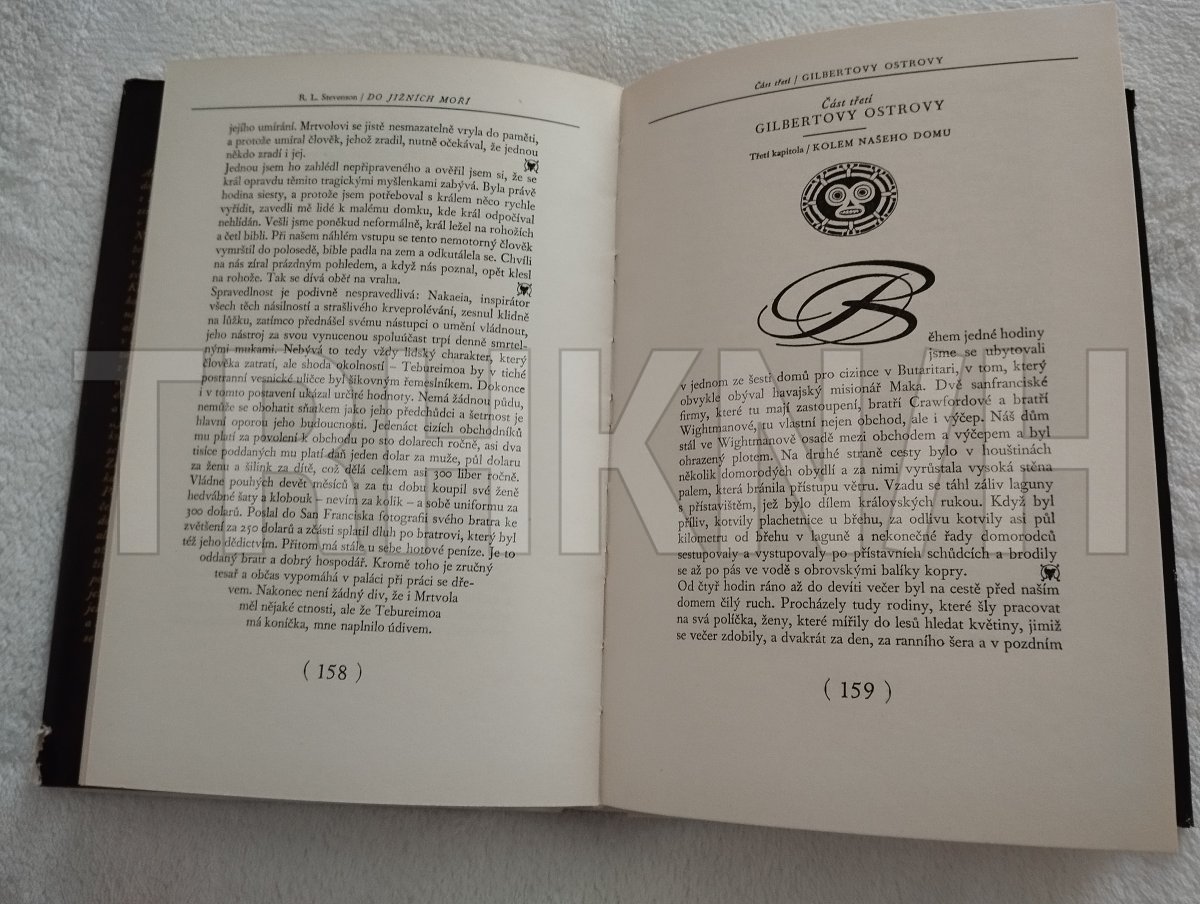 R. L. Stevenson / DO JIŽNÍCH MOŘÍ
jejího umírání. Mrtvolovi se jistě nesmazatelně vryla do paměti,
a protože umíral člověk, jehož zradil, nutně očekával, že jednou
někdo zradí i jej.
Jednou jsem ho zahlédl nepřipraveného a ověřil jsem si, že se
král opravdu těmito tragickými myšlenkami zabývá. Byla právě
hodina siesty, a protože jsem potřeboval s králem něco rychle
vyřídit, zavedli mě lidé k malému domku, kde král odpočíval
nehlídán. Vešli jsme poněkud neformálně, král ležel na rohožích
a četl bibli. Při našem náhlém vstupu se tento nemotorný člověk
vymrštil do polosedě, bible padla na zem a odkutálela se. Chvíli
na nás zíral prázdným pohledem, a když nás poznal, opět klesl
na rohože. Tak se dívá oběť na vraha.
Spravedlnost je podivně nespravedlivá: Nakaeia, inspirátor
všech těch násilností a strašlivého krveprolévání, zesnul klidně
na lůžku, zatímco přednášel svému nástupci o umění vládnout,
jeho nástroj za svou vynucenou spoluúčast trpí denně smrtel-
nými mukami. Nebývá to tedy vždy lidský charakter, který
člověka zatratí, ale shoda okolností – Tebureimoa by v tiché
postranní vesnické uličce byl šikovným řemeslníkem. Dokonce
i v tomto postavení ukázal určité hodnoty. Nemá žádnou půdu,
nemůže se obohatit sňatkem jako jeho předchůdci a šetrnost je
hlavní oporou jeho budoucnosti. Jedenáct cizích obchodníků
mu platí za povolení k obchodu po sto dolarech ročně, asi dva
tisíce poddaných mu platí daň jeden dolar za muže, půl dolaru
za ženu a šilink za dítě, což dělá celkem asi 300 liber ročně.
Vládne pouhých devět měsíců a za tu dobu koupil své ženě
hedvábné šaty a klobouk – nevím za kolik – a sobě uniformu za
300 dolarů. Poslal do San Franciska fotografii svého bratra ke
zvětšení za 250 dolarů a zčásti splatil dluh po bratrovi, který byl
též jeho dědictvím. Přitom má stále u sebe hotové peníze. Je to
oddaný bratr a dobrý hospodář. Kromě toho je zručný
tesař a občas vypomáhá v paláci při práci se dře-
vem. Nakonec není žádný div, že i Mrtvola
měl nějaké ctnosti, ale že Tebureimoa
má koníčka, mne naplnilo údivem.
( 158 )
Část třetí / GILBERTOVY OSTROVY
Část třetí
GILBERTOVY OSTROVY
Třetí kapitola / KOLEM NAŠEHO DOMU
B
ěhem jedné hodiny
jsme se ubytovali
v jednom ze šesti domů pro cizince v Butaritari, v tom, který
obvykle obýval havajský misionář Maka. Dvě sanfranciské
firmy, které tu mají zastoupení, bratří Crawfordové a bratří
Wightmanové, tu vlastní nejen obchod, ale i výčep. Náš dům
stál ve Wightmanově osadě mezi obchodem a výčepem a byl
ohrazený plotem. Na druhé straně cesty bylo v houštinách
několik domorodých obydlí a za nimi vyrůstala vysoká stěna
palem, která bránila přístupu větru. Vzadu se táhl záliv laguny
s přístavištěm, jež bylo dílem královských rukou. Když byl
příliv, kotvily plachetnice u břehu, za odlivu kotvily asi půl
kilometru od břehu v laguně a nekonečné řady domorodců
sestupovaly a vystupovaly po přístavních schůdcích a brodily
se až po pás ve vodě s obrovskými balíky kopry.
Od čtyř hodin ráno až do devíti večer byl na cestě před naším
domem čilý ruch. Procházely tudy rodiny, které šly pracovat
na svá políčka, ženy, které mířily do lesů hledat květiny, jimiž
se večer zdobily, a dvakrát za den, za ranního šera a v pozdním
( 159 )
TRHKNIH